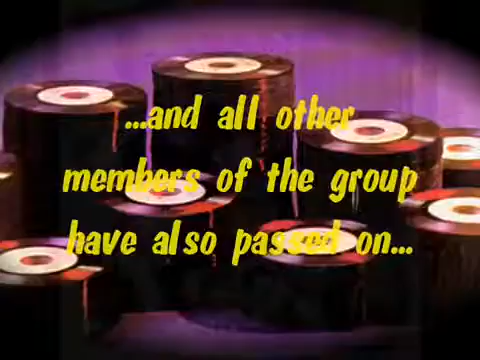 ...and all other
members of the group
have also passed on...